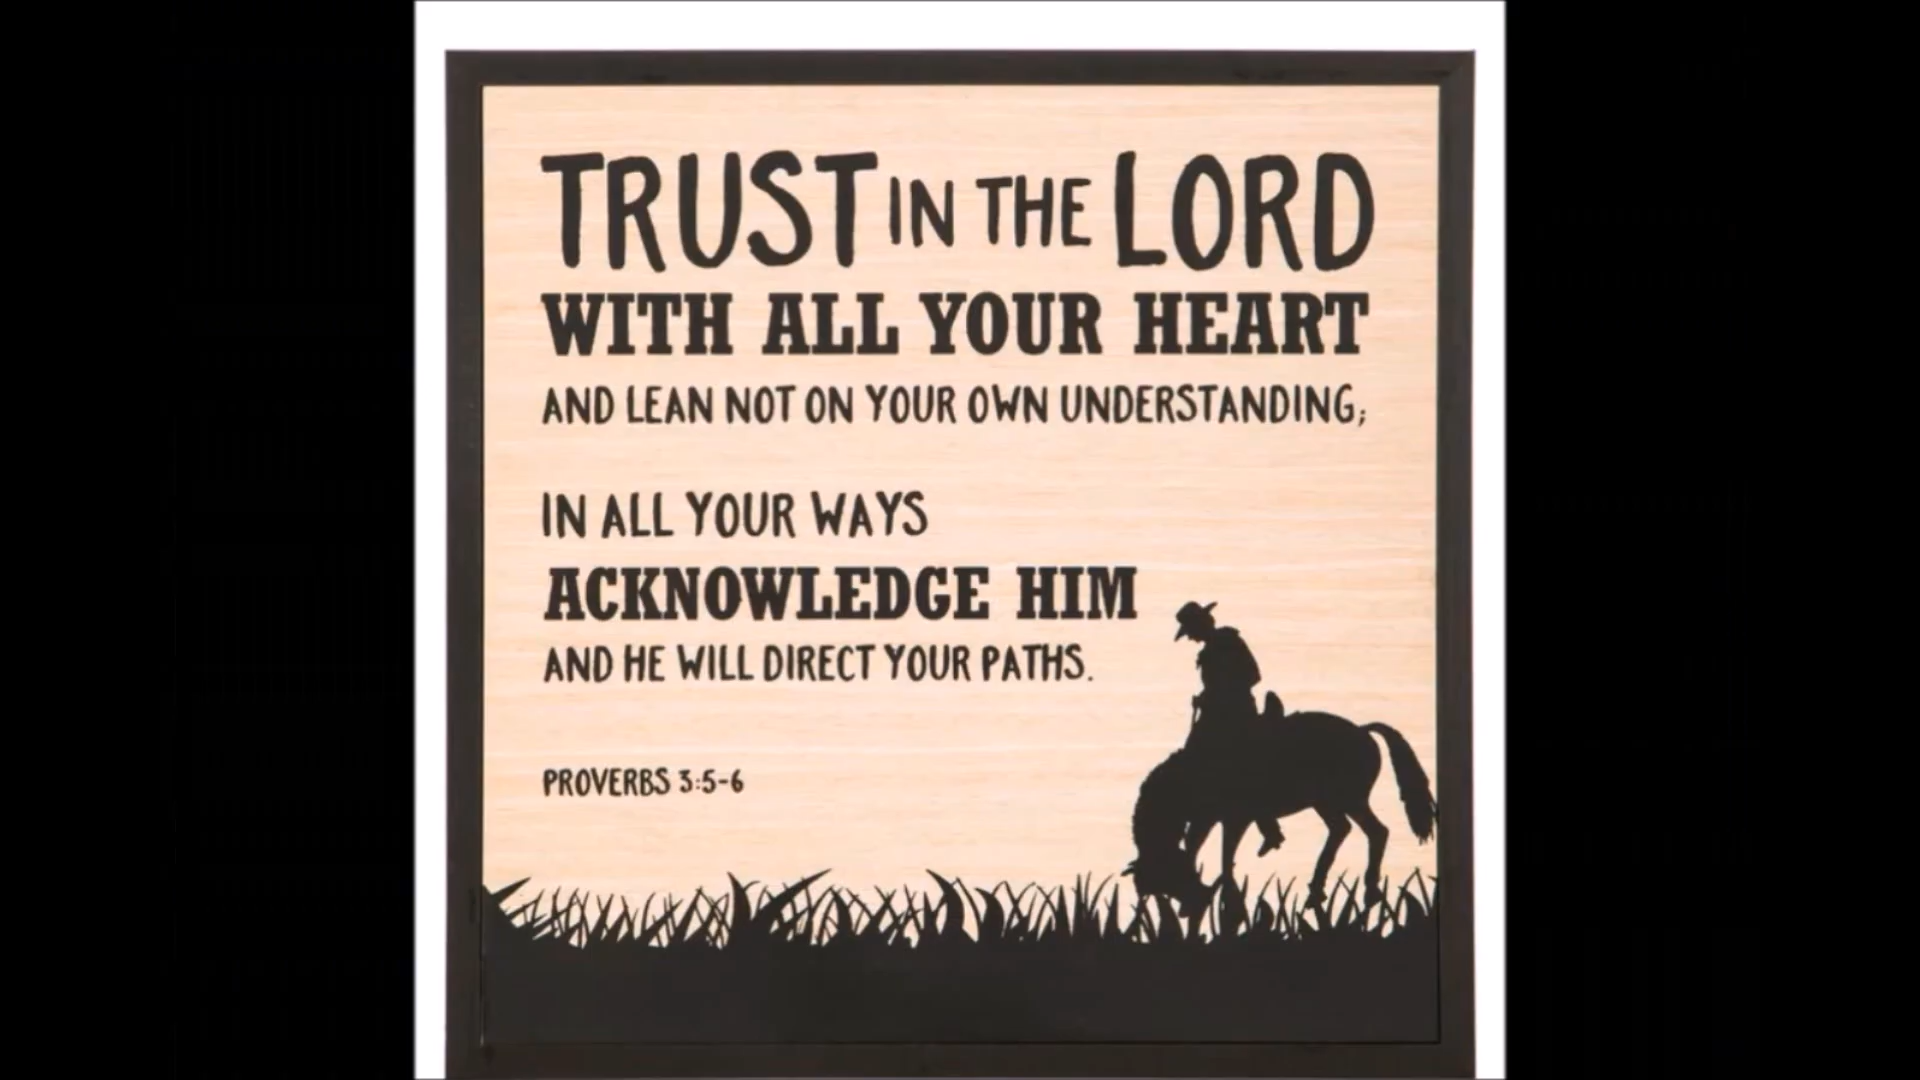 TRUST IN THE LORD
WITH ALL YOUR HEART
AND LEAN NOT ON YOUR OWN UNDERSTANDING;
IN ALL YOUR WAYS
ACKNOWLEDGE HIM
AND HE WILL DIRECT YOUR PATHS.
PROVERBS 3:5-6